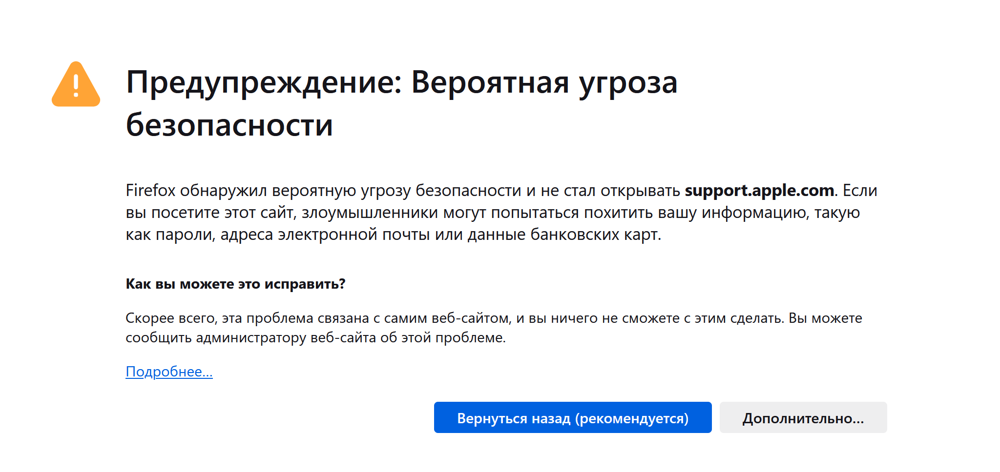 Предупреждение: Вероятная угроза
безопасности
Firefox обнаружил вероятную угрозу безопасности и не стал открывать support.apple.com. Если
вы посетите этот сайт, злоумышленники могут попытаться похитить вашу информацию, такую
как пароли, адреса электронной почты или данные банковских карт.
Как вы можете это исправить?
Скорее всего, эта проблема связана с самим веб-сайтом, и вы ничего не сможете с этим сделать. Вы можете
сообщить администратору веб-сайта об этой проблеме.
Подробнее…
Вернуться назад (рекомендуется)
Дополнительно…